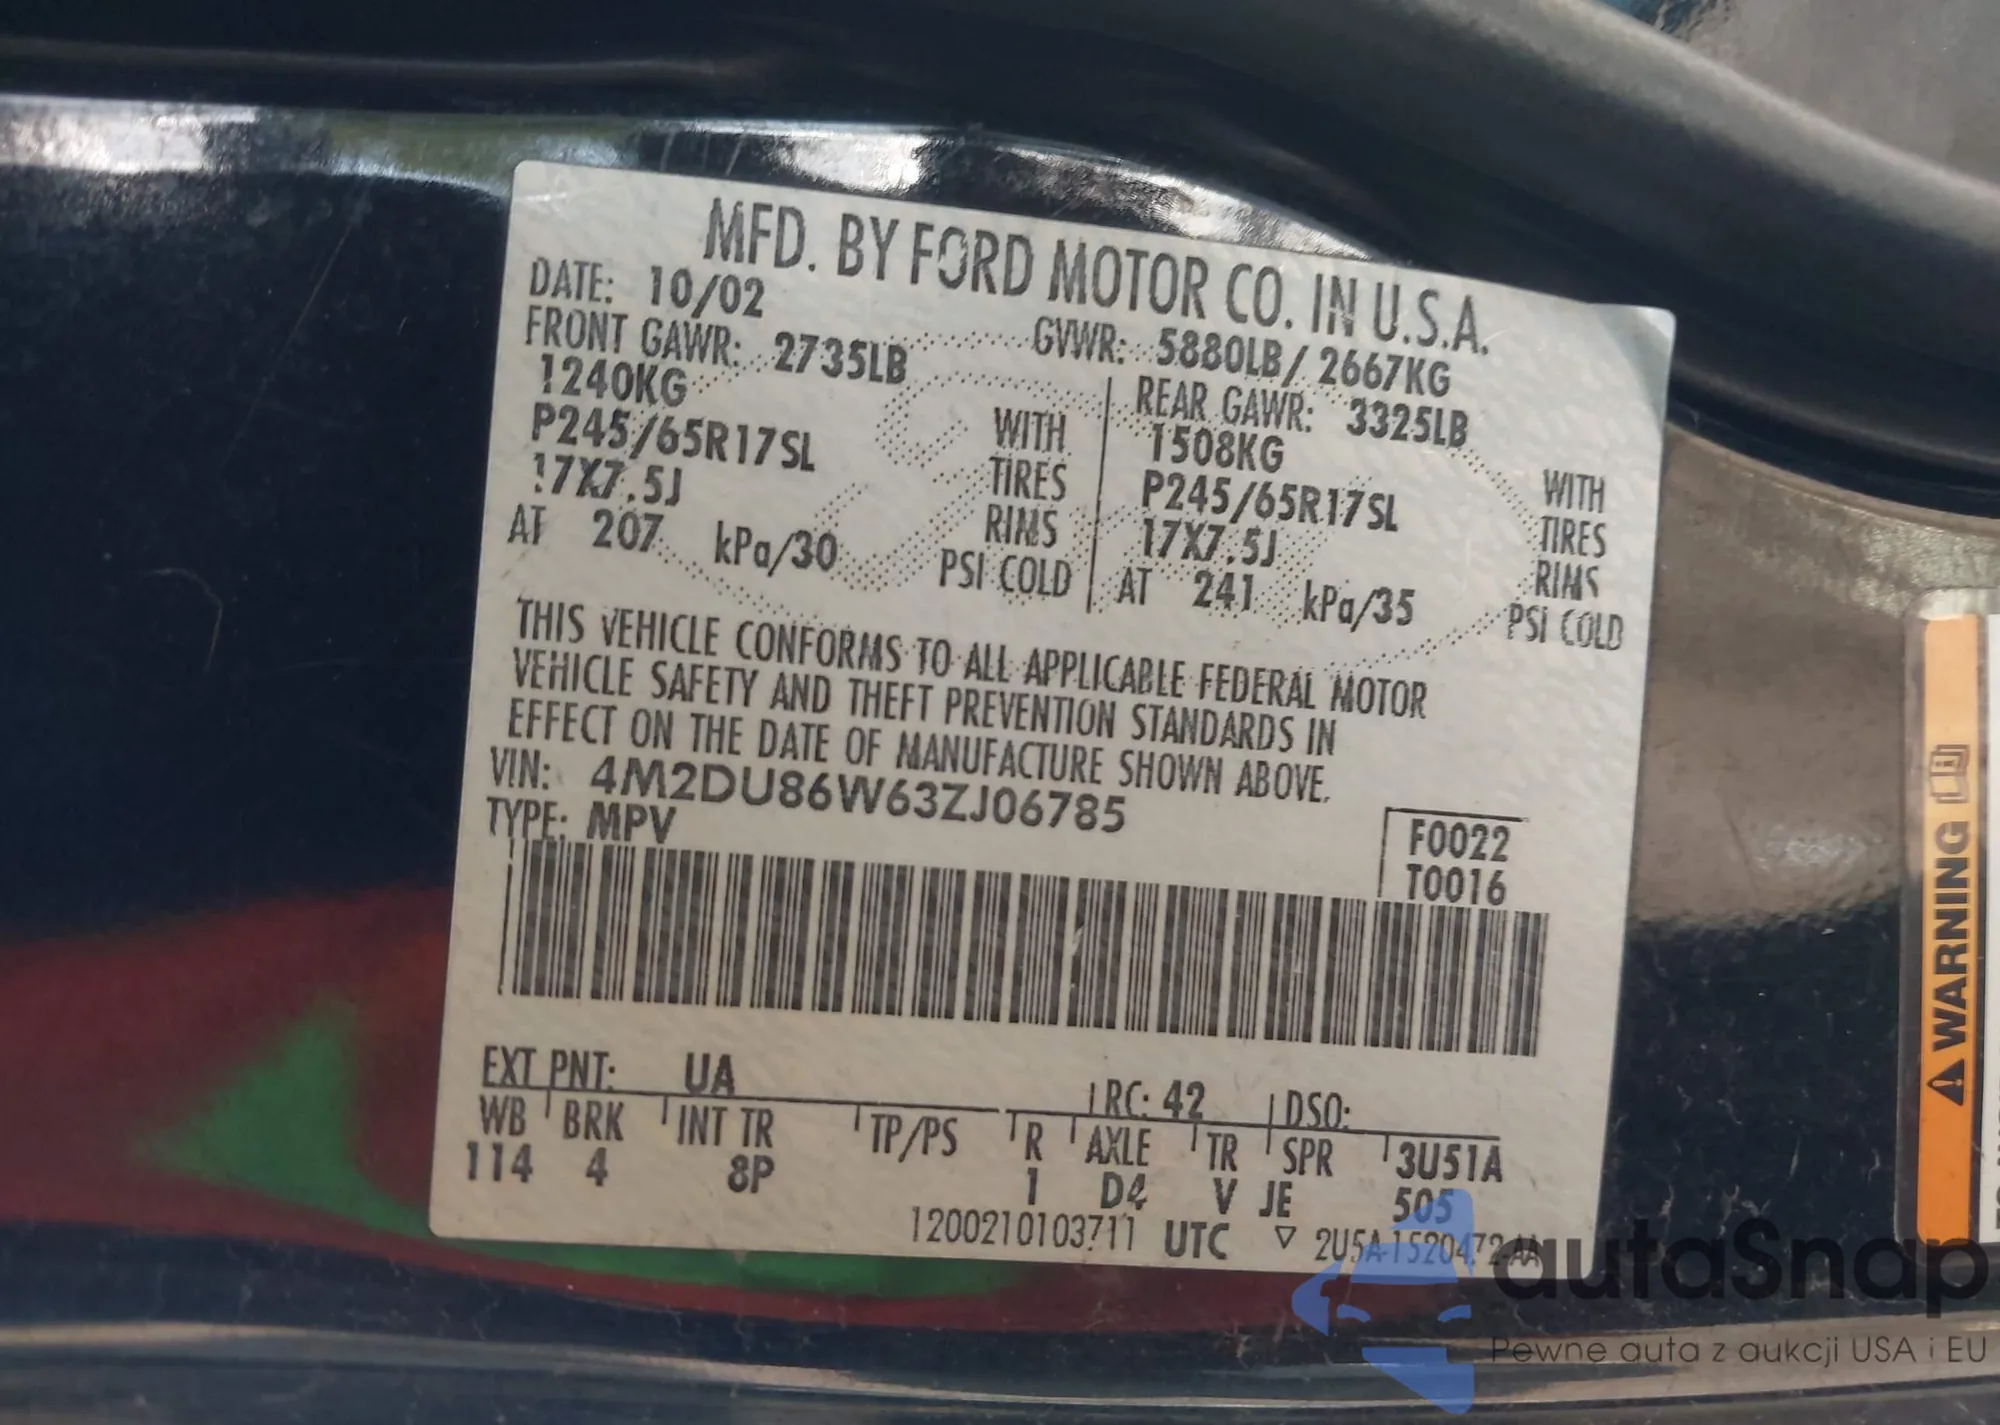 MFD. BY FORD MOTOR CO. IN U.S.A.
DATE: 10/02 GVWR: 5880LB/ 2667KG
FRONT GAWR: 2735LB REAR GAWR: 3325LB
1240KG WITH 1508KG WITH
P245/65R17SL TIRES P245/65R17SL TIRES
17X7.5J RIMS 17X7.5J RIMS
AT 207 kPa/30 PSI COLD AT 241 kPa/35 PSI COLD
THIS VEHICLE CONFORMS TO ALL APPLICABLE FEDERAL MOTOR
VEHICLE SAFETY AND THEFT PREVENTION STANDARDS IN
EFFECT ON THE DATE OF MANUFACTURE SHOWN ABOVE.
VIN: 4M2DU86W63ZJ06785
TYPE: MPV
F0022
T0016
EXT PNT: UA RC: 42 DSO:
WB BRK INT TR TP/PS R AXLE TR SPR 3U51A
114 4 8P 1 D4 V JE 505
1200210103711 UTC ▽ 2U5A-1520472-AA
⚠ WARNING
autaSnap
Pewne auta z aukcji USA i EU